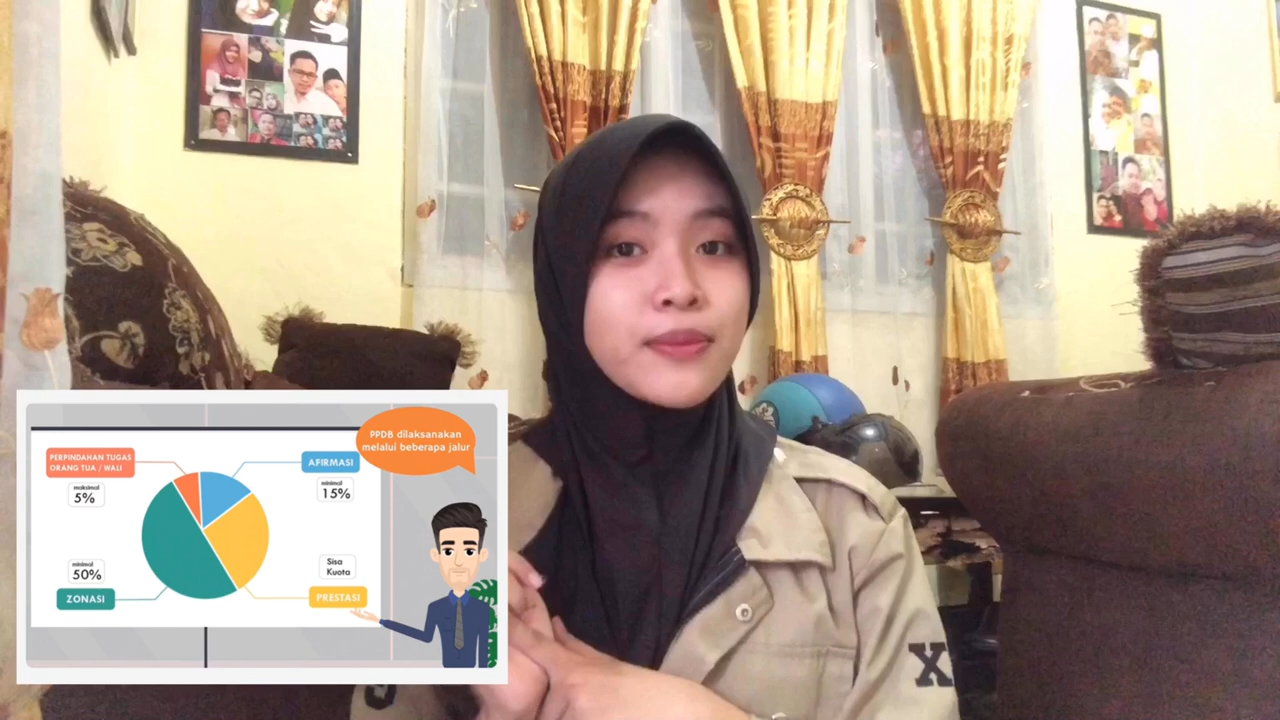 PPDB dilaksanakan
melalui beberapa jalur
PERPINDAHAN TUGAS
ORANG TUA / WALI
maksimal
5%
AFIRMASI
minimal
15%
minimal
50%
ZONASI
Sisa
Kuota
PRESTASI
X